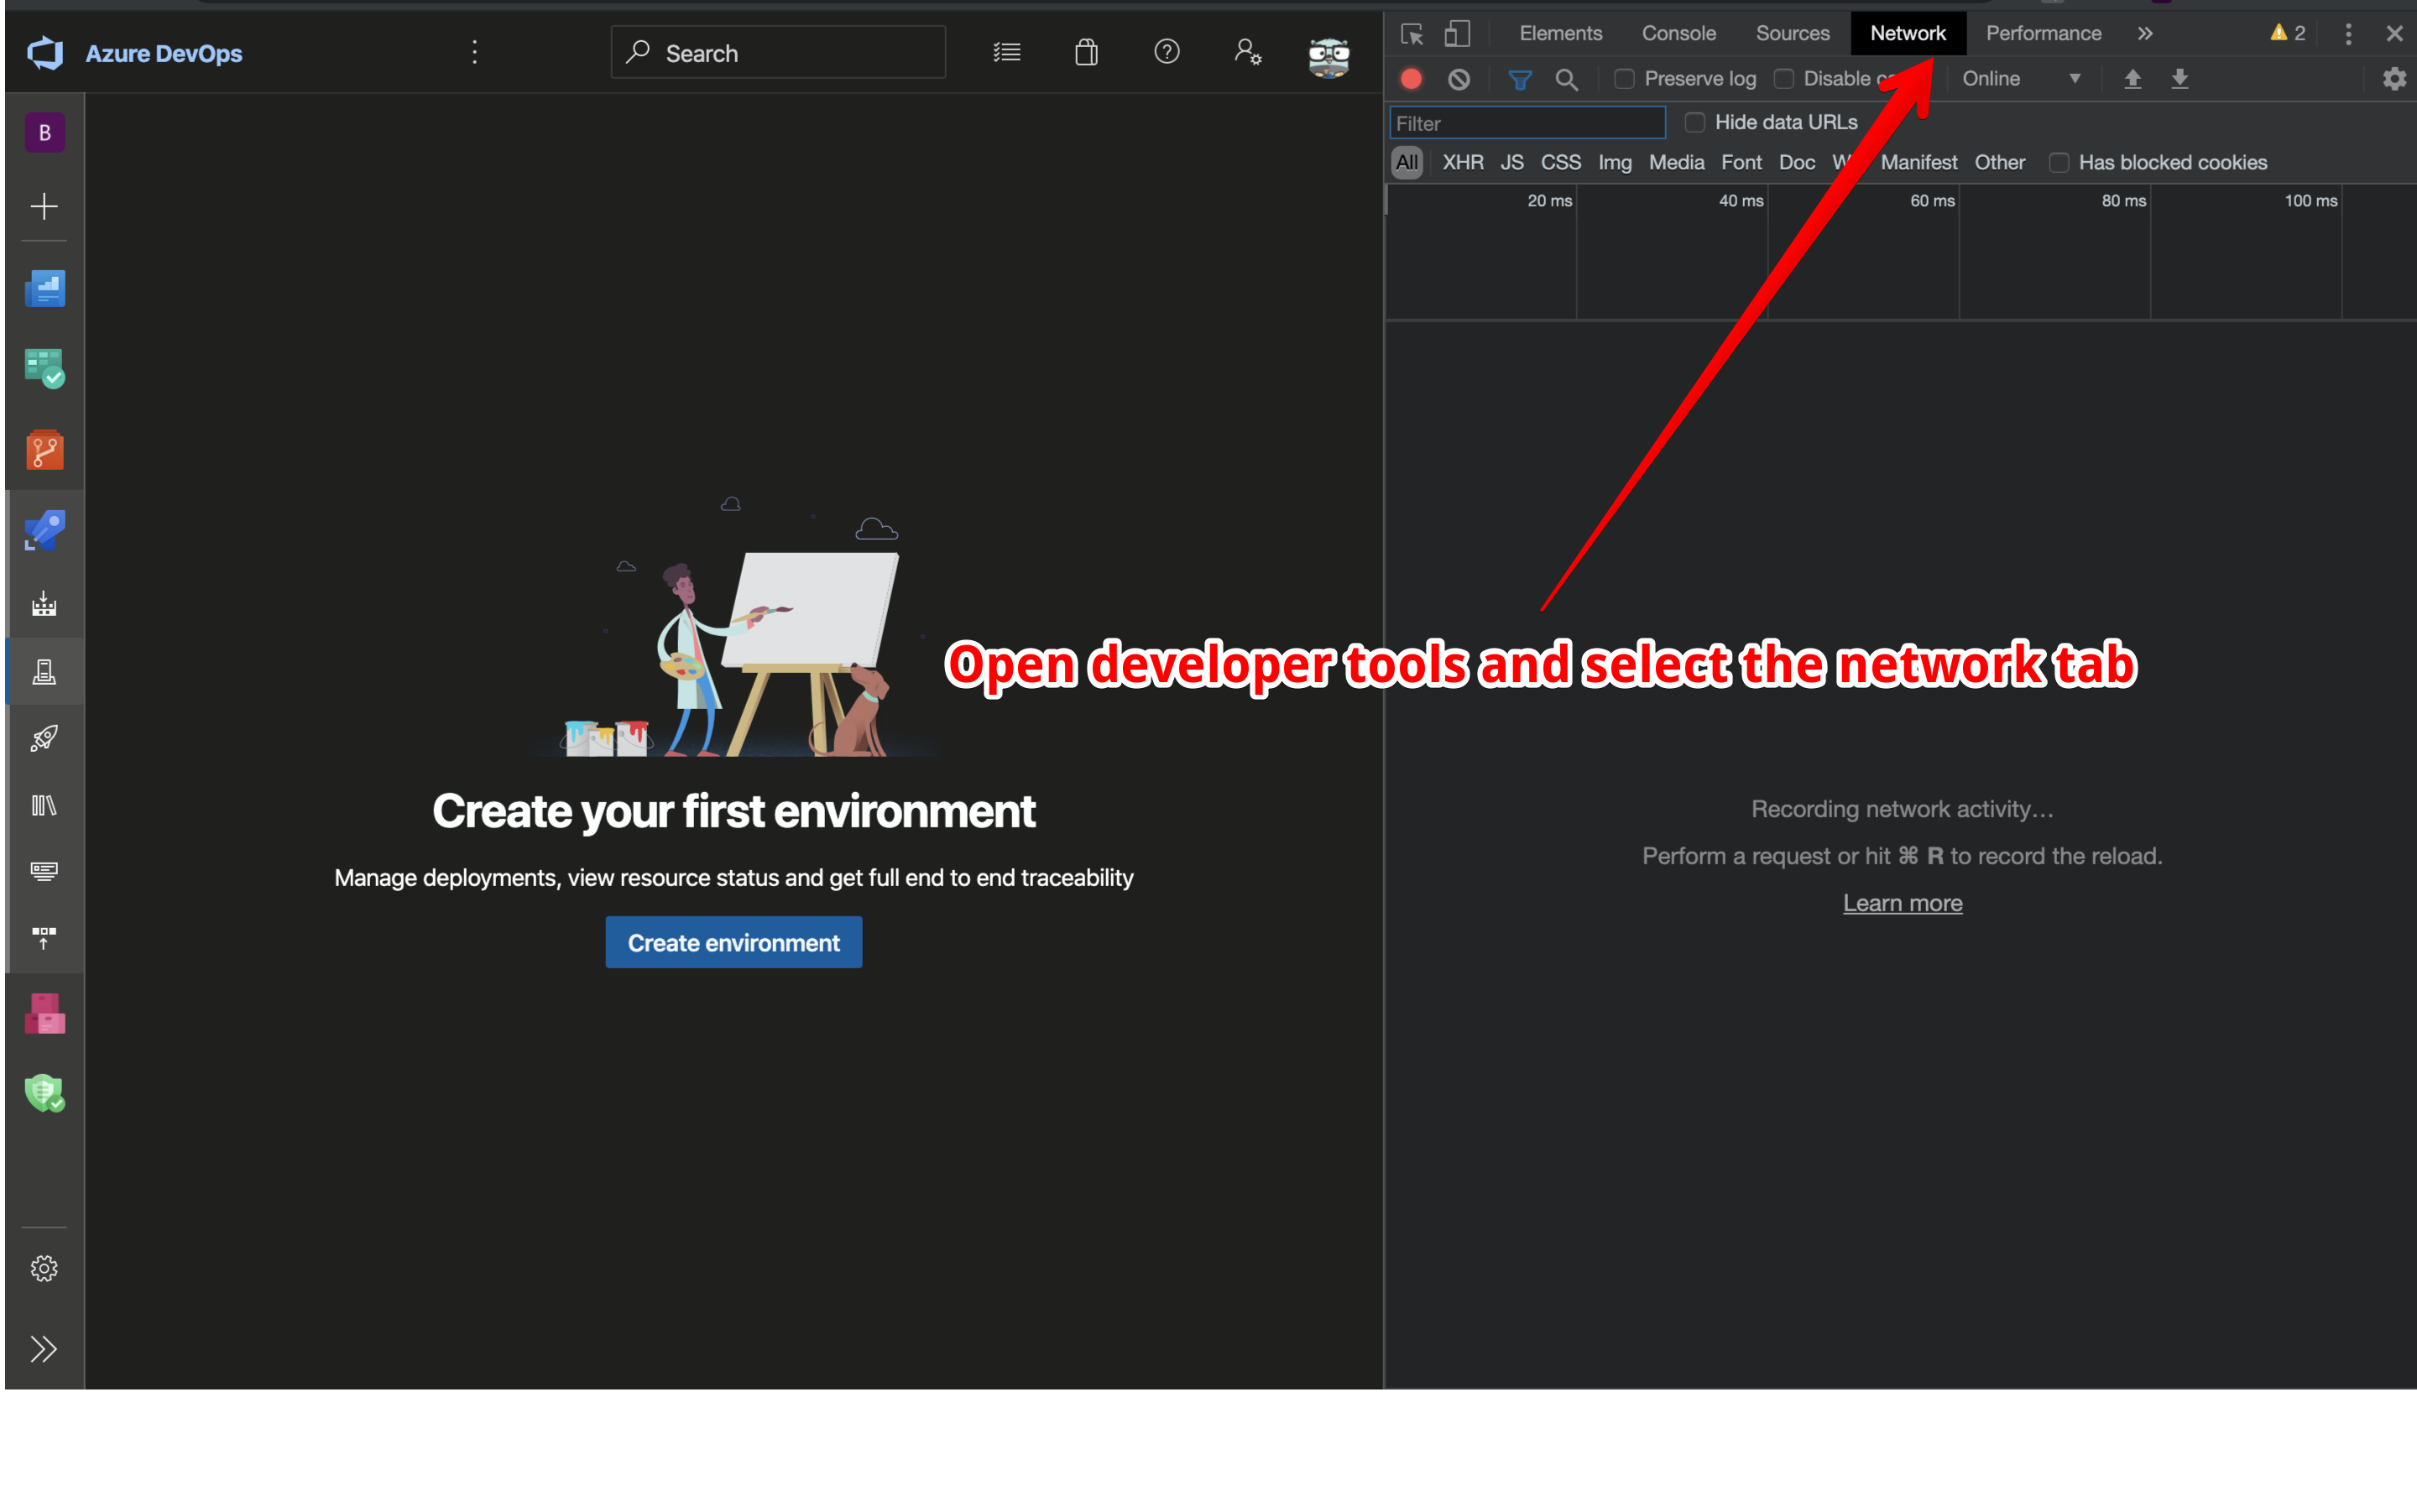 Azure DevOps
Search
Elements Console Sources Network Performance 2
Preserve log Disable Online
B
Filter Hide data URLs
All XHR JS CSS Img Media Font Doc Manifest Other Has blocked cookies
20 ms 40 ms 60 ms 80 ms 100 ms
Open developer tools and select the network tab
Create your first environment
Manage deployments, view resource status and get full end to end traceability
Create environment
Recording network activity…
Perform a request or hit ⌘ R to record the reload.
Learn more